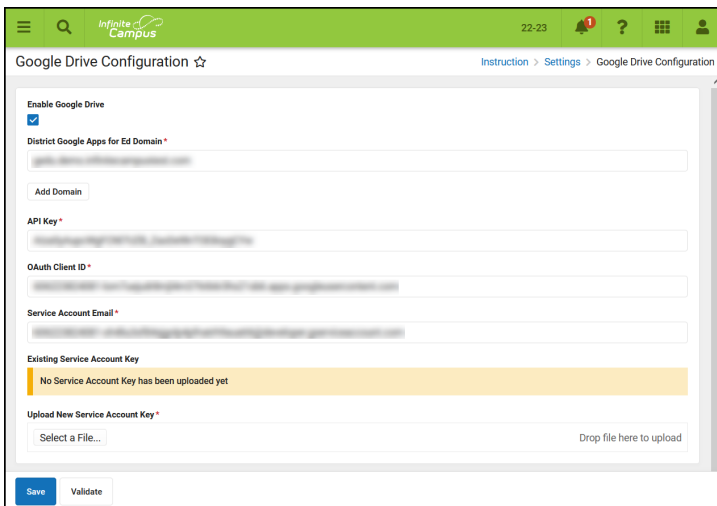 Infinite Campus
22-23
1
?
Google Drive Configuration
Instruction > Settings > Google Drive Configuration
Enable Google Drive
District Google Apps for Ed Domain *
Add Domain
API Key *
OAuth Client ID *
Service Account Email *
Existing Service Account Key
No Service Account Key has been uploaded yet
Upload New Service Account Key *
Select a File...
Drop file here to upload
Save
Validate